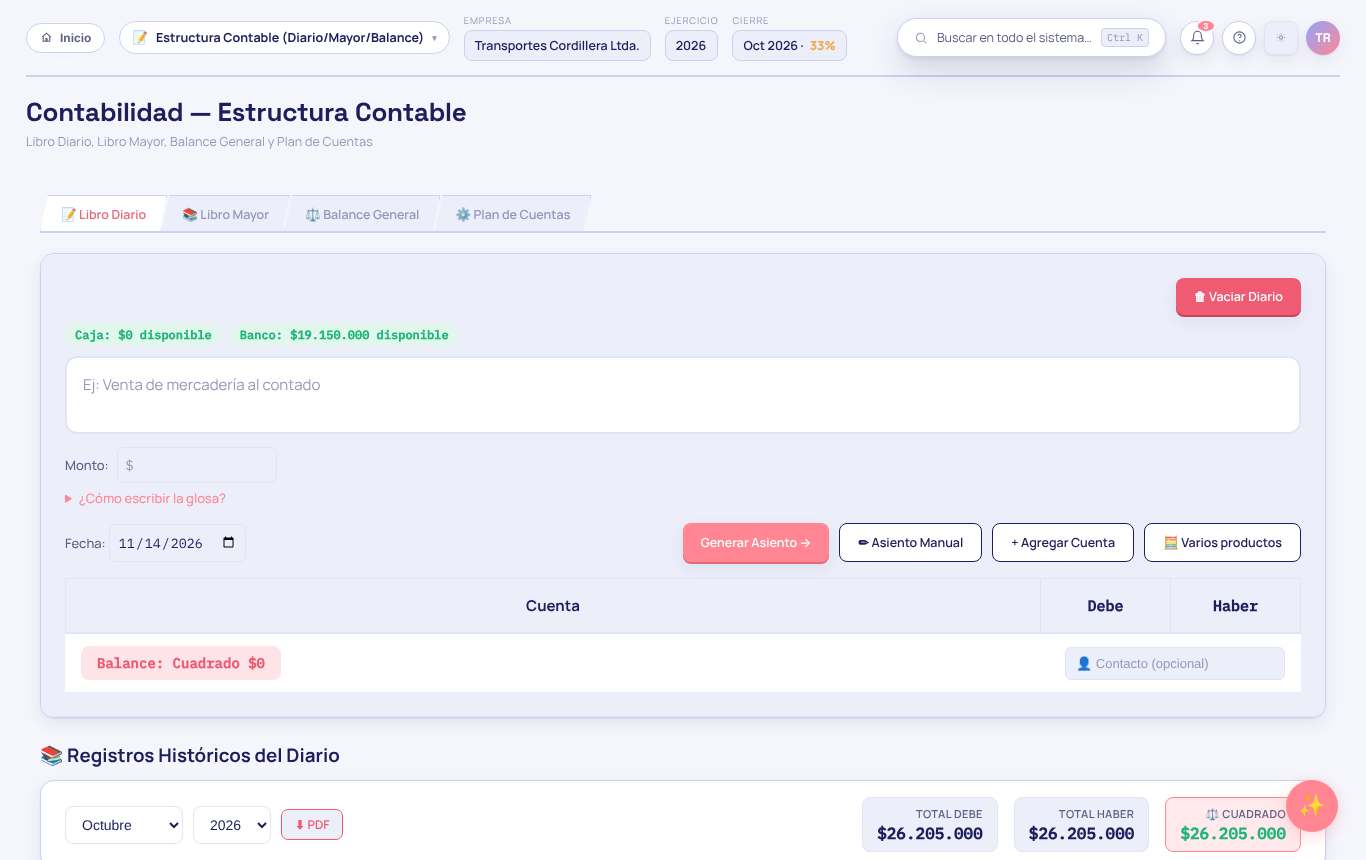 Inicio
Estructura Contable (Diario/Mayor/Balance)
EMPRESA
Transportes Cordillera Ltda.
EJERCICIO
2026
CIERRE
Oct 2026 · 33%
Buscar en todo el sistema...
Ctrl K
3
TR
Contabilidad — Estructura Contable
Libro Diario, Libro Mayor, Balance General y Plan de Cuentas
Libro Diario
Libro Mayor
Balance General
Plan de Cuentas
Vaciar Diario
Caja: $0 disponible
Banco: $19.150.000 disponible
Ej: Venta de mercadería al contado
Monto: $
¿Cómo escribir la glosa?
Fecha: 11/14/2026
Generar Asiento →
Asiento Manual
+ Agregar Cuenta
Varios productos
Cuenta
Debe
Haber
Balance: Cuadrado $0
Contacto (opcional)
Registros Históricos del Diario
Octubre
2026
PDF
TOTAL DEBE
$26.205.000
TOTAL HABER
$26.205.000
CUADRADO
$26.205.000